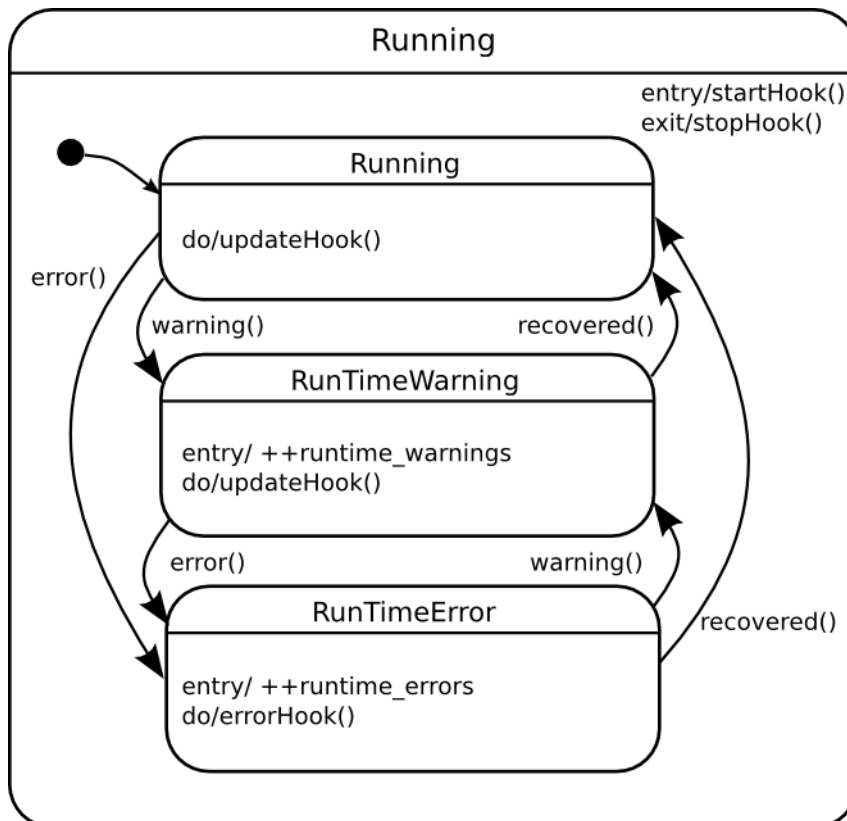 Running
entry/startHook()
exit/stopHook()
Running
do/updateHook()
error()
warning()
recovered()
RunTimeWarning
entry/ ++runtime_warnings
do/updateHook()
error()
warning()
RunTimeError
recovered()
entry/ ++runtime_errors
do/errorHook()